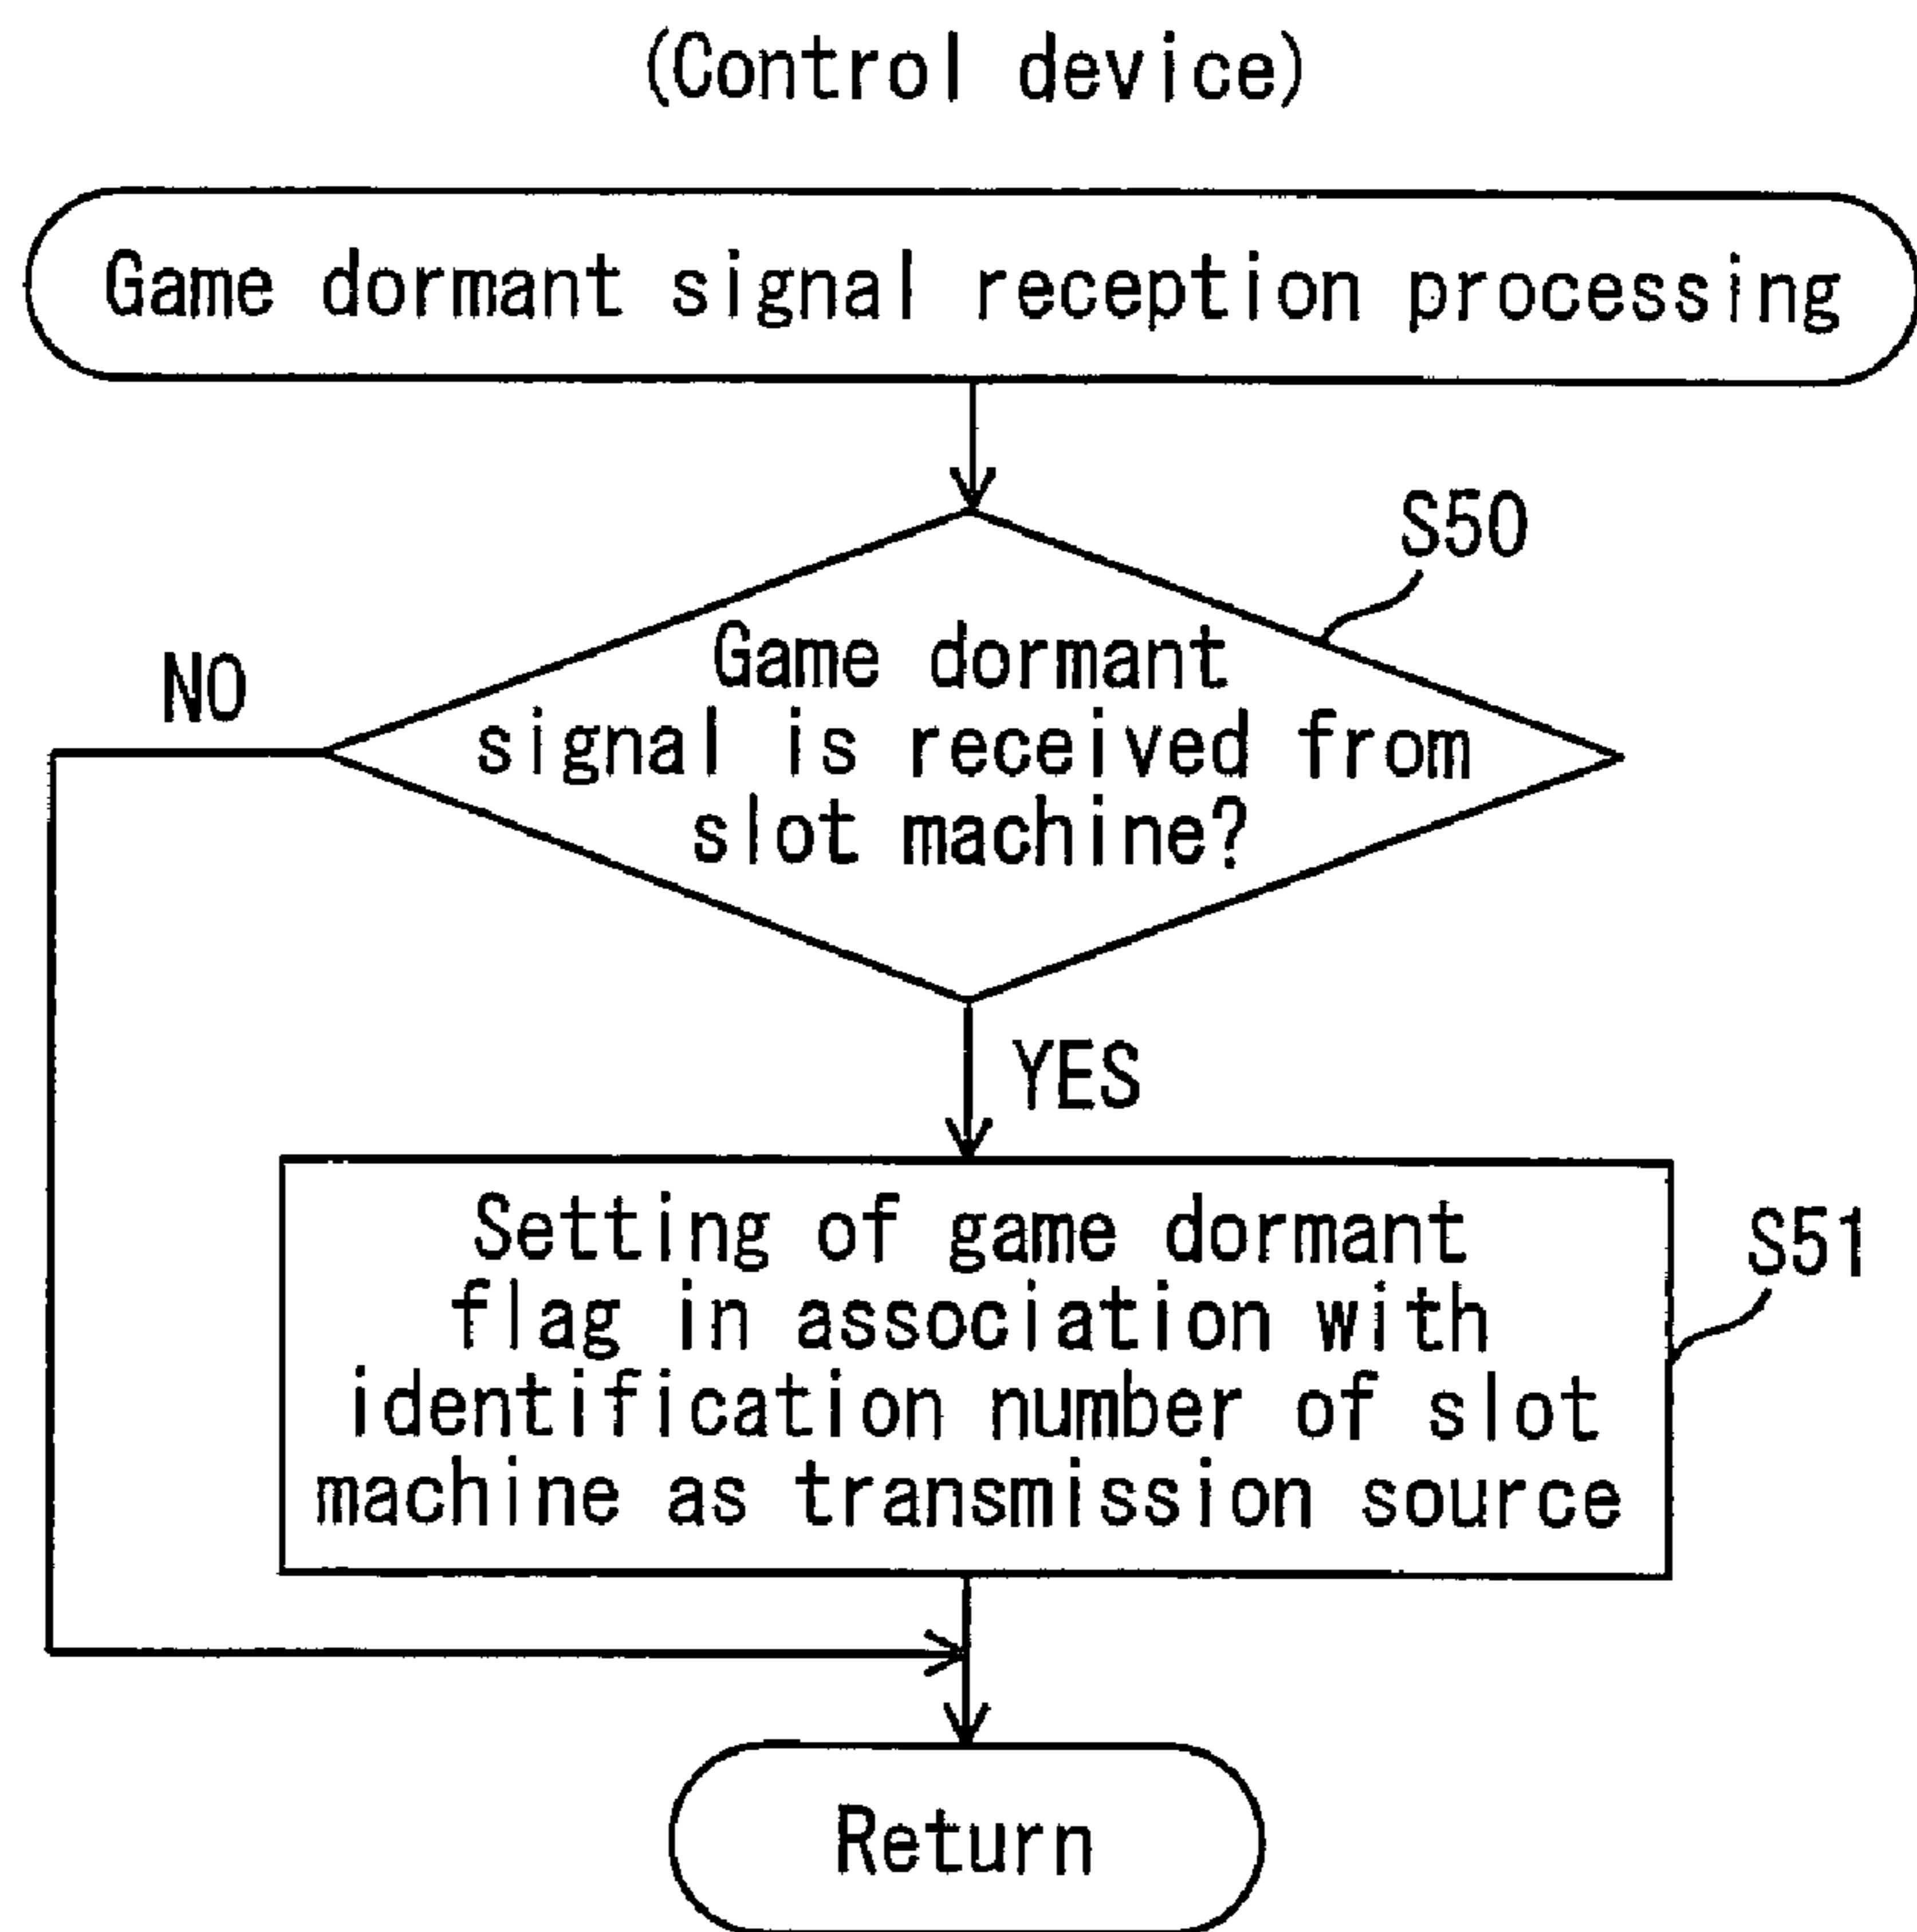 (Control device)
Game dormant signal reception processing
S50
Game dormant
signal is received from
slot machine?
NO
YES
Setting of game dormant
flag in association with
identification number of slot
machine as transmission source
S51
Return